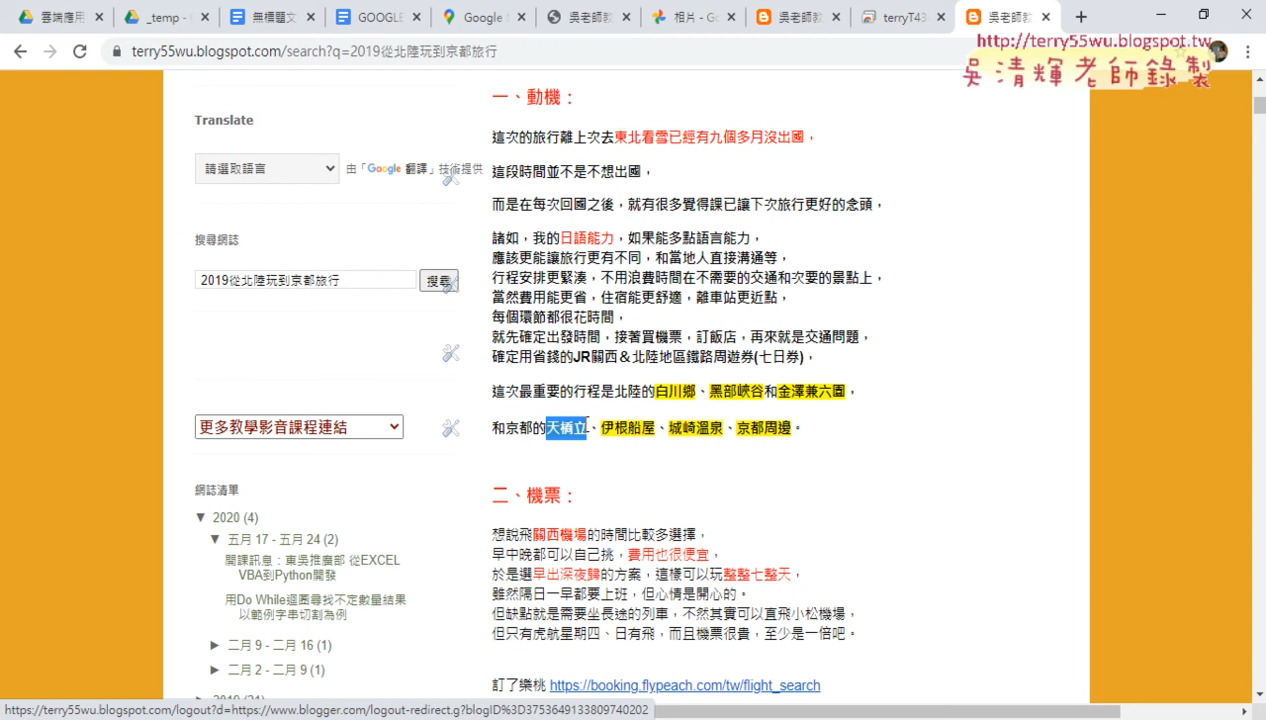 雲端應用
_temp - G
無標題文
GOOGLE
Google
吳老師教
相片 - Go
吳老師教
terryT43
吳老師教
terry55wu.blogspot.com/search?q=2019從北陸玩到京都旅行
http://terry55wu.blogspot.tw
吳清輝老師錄製
Translate
請選取語言
由「Google 翻譯」技術提供
搜尋網誌
2019從北陸玩到京都旅行
搜尋
更多教學影音課程連結
網誌清單
▼ 2020 (4)
▼ 五月 17 - 五月 24 (2)
開課訊息：東吳推廣部 從EXCEL
VBA到Python開發
用Do While迴圈尋找不定數量結果
以範例字串切割為例
► 二月 9 - 二月 16 (1)
► 二月 2 - 二月 9 (1)
一、動機：
這次的旅行離上次去東北看雪已經有九個多月沒出國，
這段時間並不是不想出國，
而是在每次回國之後，就有很多覺得課已讓下次旅行更好的念頭，
諸如，我的日語能力，如果能多點語言能力，
應該更能讓旅行更有不同，和當地人直接溝通等，
行程安排更緊湊，不用浪費時間在不需要的交通和次要的景點上，
當然費用能更省，住宿能更舒適，離車站更近點，
每個環節都很花時間，
就先確定出發時間，接著買機票，訂飯店，再來就是交通問題，
確定用省錢的JR關西＆北陸地區鐵路周遊券(七日券)，
這次最重要的行程是北陸的白川鄉、黑部峽谷和金澤兼六園，
和京都的天橋立、伊根船屋、城崎溫泉、京都周邊。
二、機票：
想說飛關西機場的時間比較多選擇，
早中晚都可以自己挑，費用也很便宜，
於是選早出深夜歸的方案，這樣可以玩整整七整天，
雖然隔日一早都要上班，但心情是開心的。
但缺點就是需要坐長途的列車，不然其實可以直飛小松機場，
但只有虎航星期四、日有飛，而且機票很貴，至少是一倍吧。
訂了樂桃 https://booking.flypeach.com/tw/flight_search
https://terry55wu.blogspot.com/logout?d=https://www.blogger.com/logout-redirect.g?blogID%3D3753649133809740202